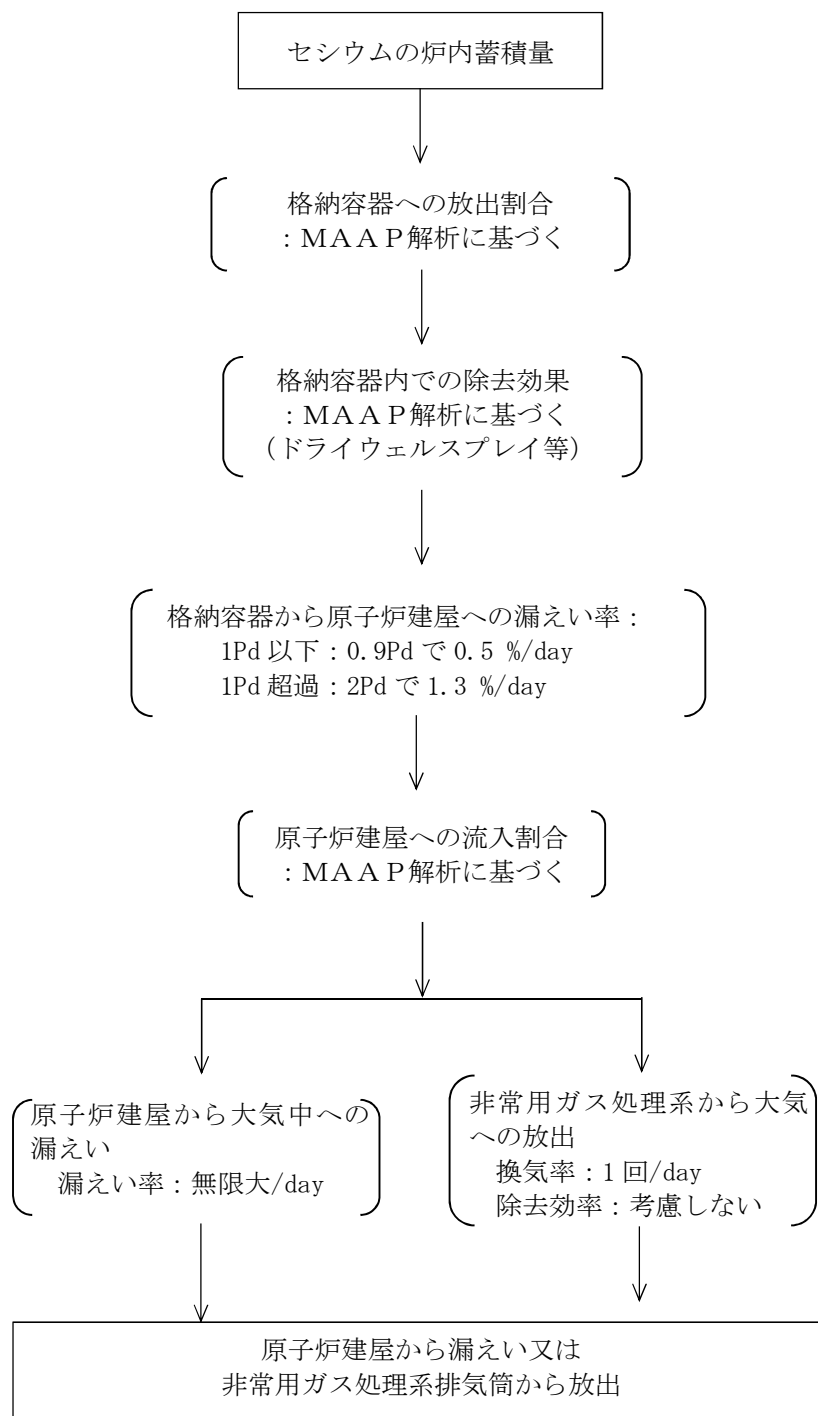 セシウムの炉内蓄積量
格納容器への放出割合
：ＭＡＡＰ解析に基づく
格納容器内での除去効果
：ＭＡＡＰ解析に基づく
（ドライウェルスプレイ等）
格納容器から原子炉建屋への漏えい率：
1Pd 以下：0.9Pd で 0.5 %/day
1Pd 超過：2Pd で 1.3 %/day
原子炉建屋への流入割合
：ＭＡＡＰ解析に基づく
原子炉建屋から大気中への
漏えい
漏えい率：無限大/day
非常用ガス処理系から大気
への放出
換気率：1 回/day
除去効率：考慮しない
原子炉建屋から漏えい又は
非常用ガス処理系排気筒から放出